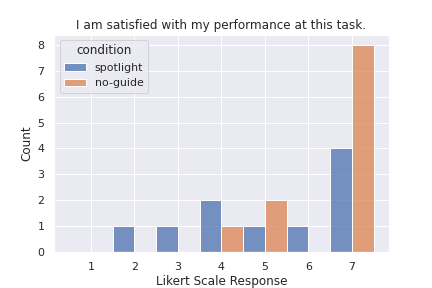 I am satisfied with my performance at this task.
condition
spotlight
no-guide
8
7
6
5
4
3
2
1
0
Count
1 2 3 4 5 6 7
Likert Scale Response